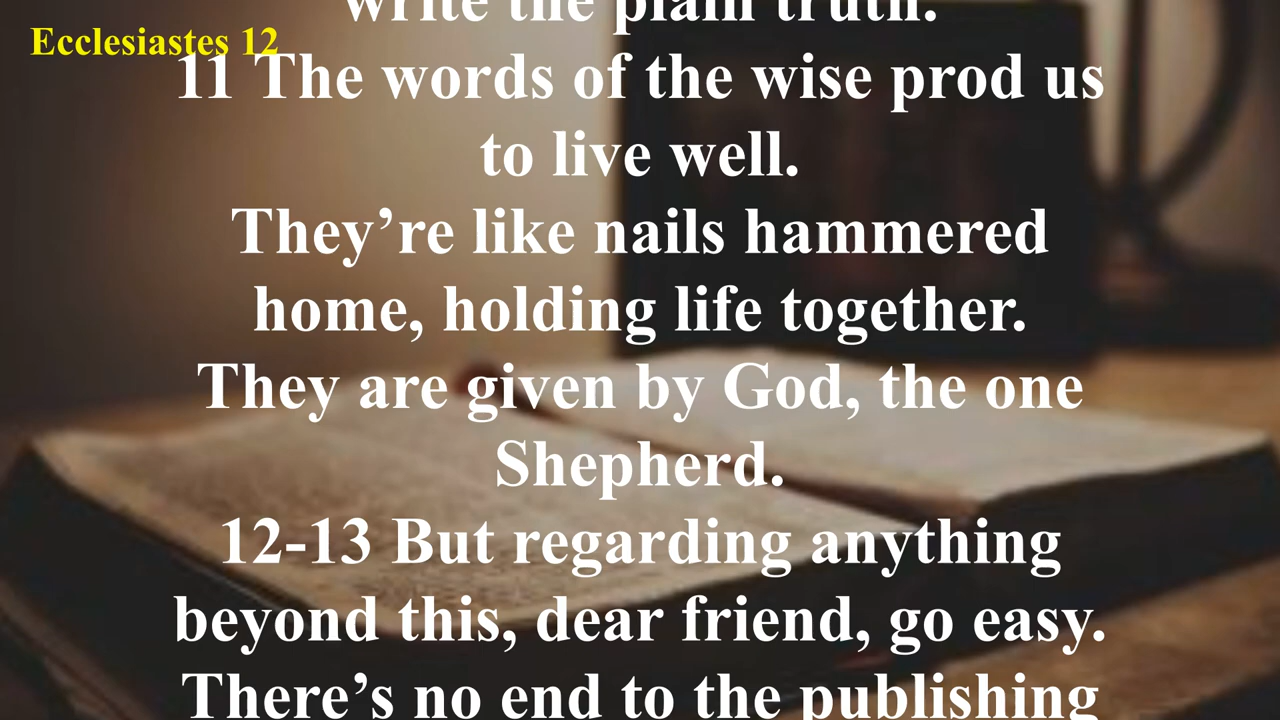 write the plain truth.
Ecclesiastes 12
11 The words of the wise prod us
to live well.
They’re like nails hammered
home, holding life together.
They are given by God, the one
Shepherd.
12-13 But regarding anything
beyond this, dear friend, go easy.
There’s no end to the publishing